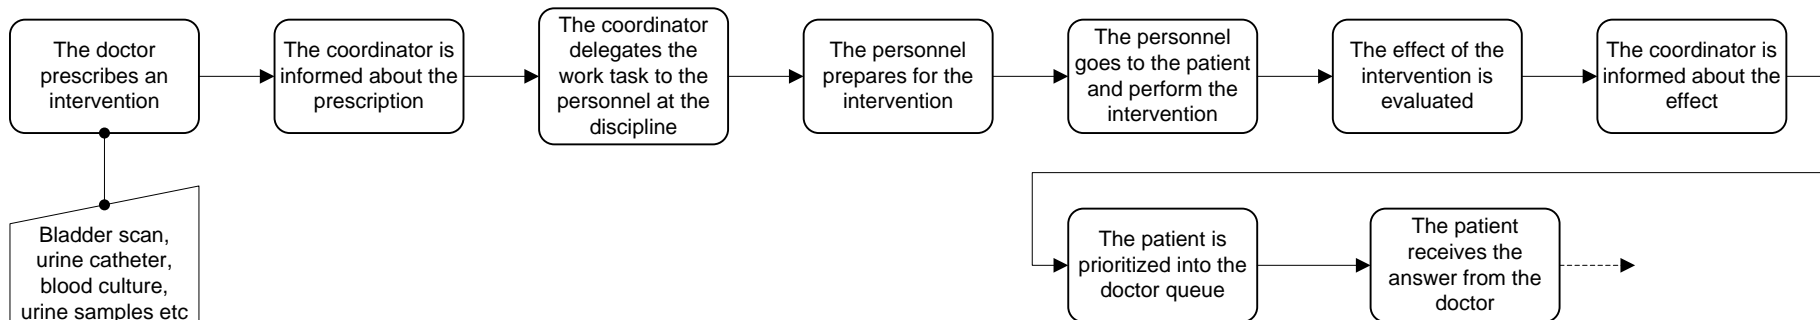 The doctor
prescribes an
intervention
The coordinator is
informed about the
prescription
The coordinator
delegates the
work task to the
personnel at the
discipline
The personnel
prepares for the
intervention
The personnel
goes to the patient
and perform the
intervention
The effect of the
intervention is
evaluated
The coordinator is
informed about the
effect
Bladder scan,
urine catheter,
blood culture,
urine samples etc
The patient is
prioritized into the
doctor queue
The patient
receives the
answer from the
doctor